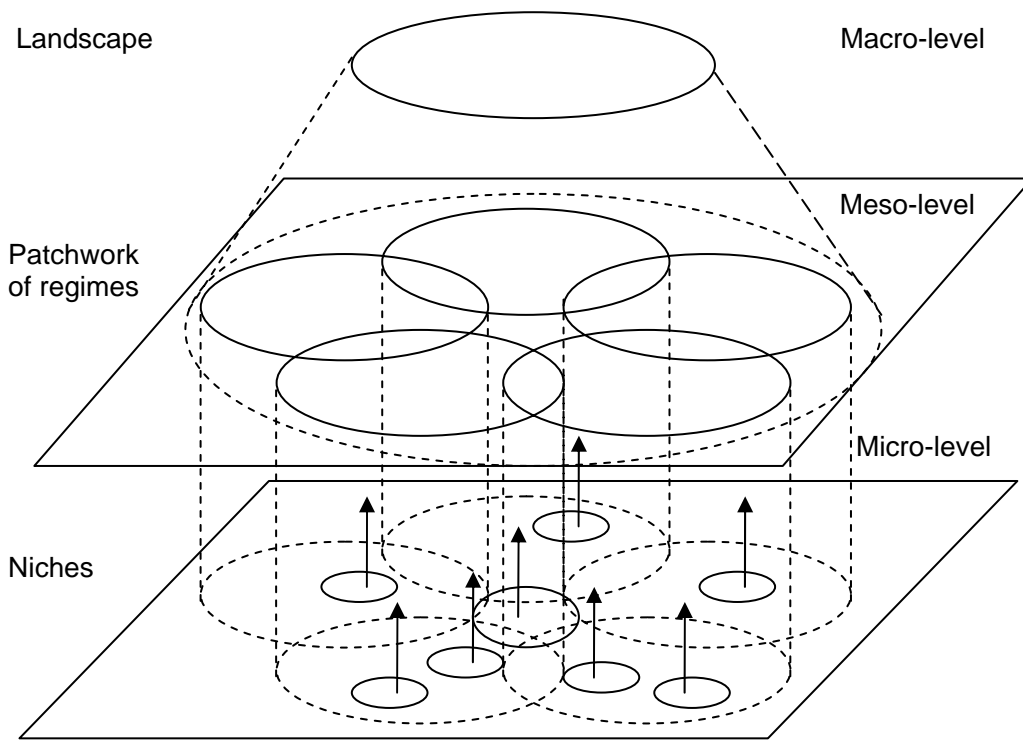 Landscape
Macro-level
Meso-level
Patchwork
of regimes
Micro-level
Niches